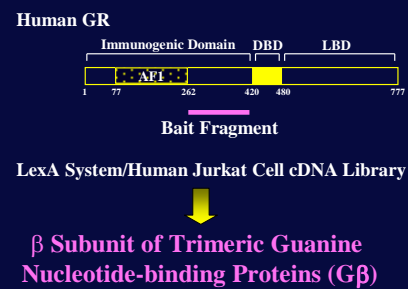 Human GR
Immunogenic Domain DBD LBD
AF1
1 77 262 420 480 777
Bait Fragment
LexA System/Human Jurkat Cell cDNA Library
β Subunit of Trimeric Guanine
Nucleotide-binding Proteins (Gβ)